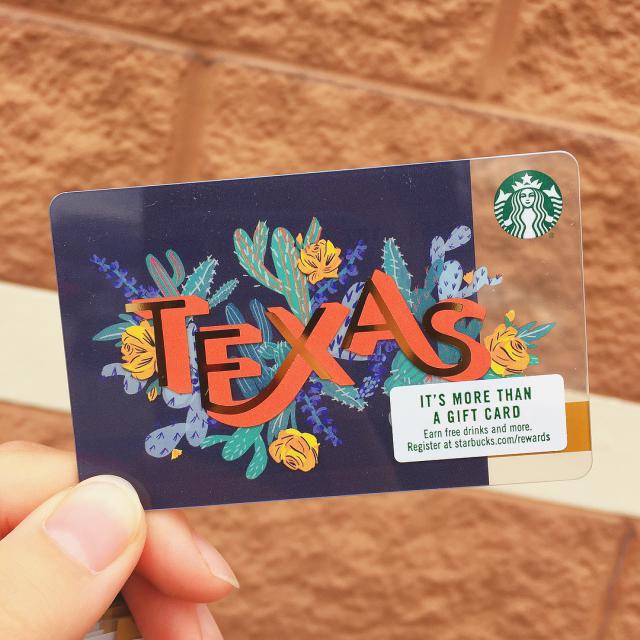 TEXAS
IT'S MORE THAN
A GIFT CARD
Earn free drinks and more.
Register at starbucks.com/rewards